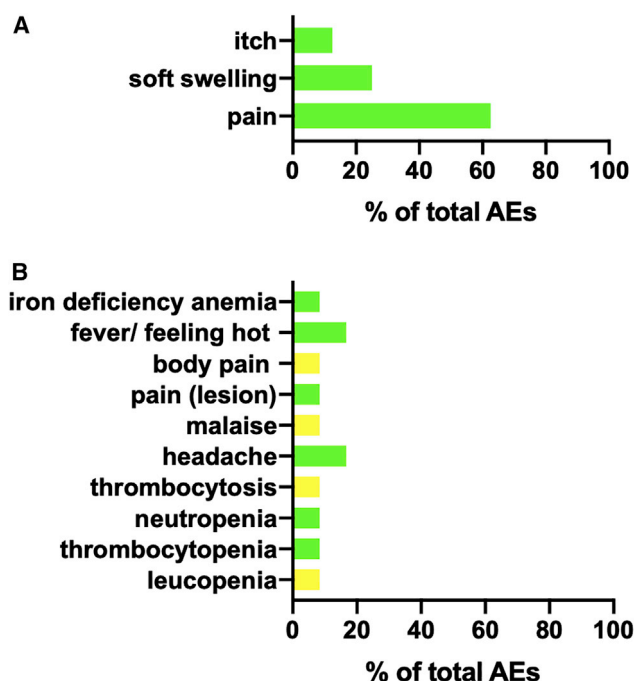 A
itch
soft swelling
pain
0 20 40 60 80 100
% of total AEs
B
iron deficiency anemia
fever/ feeling hot
body pain
pain (lesion)
malaise
headache
thrombocytosis
neutropenia
thrombocytopenia
leucopenia
0 20 40 60 80 100
% of total AEs